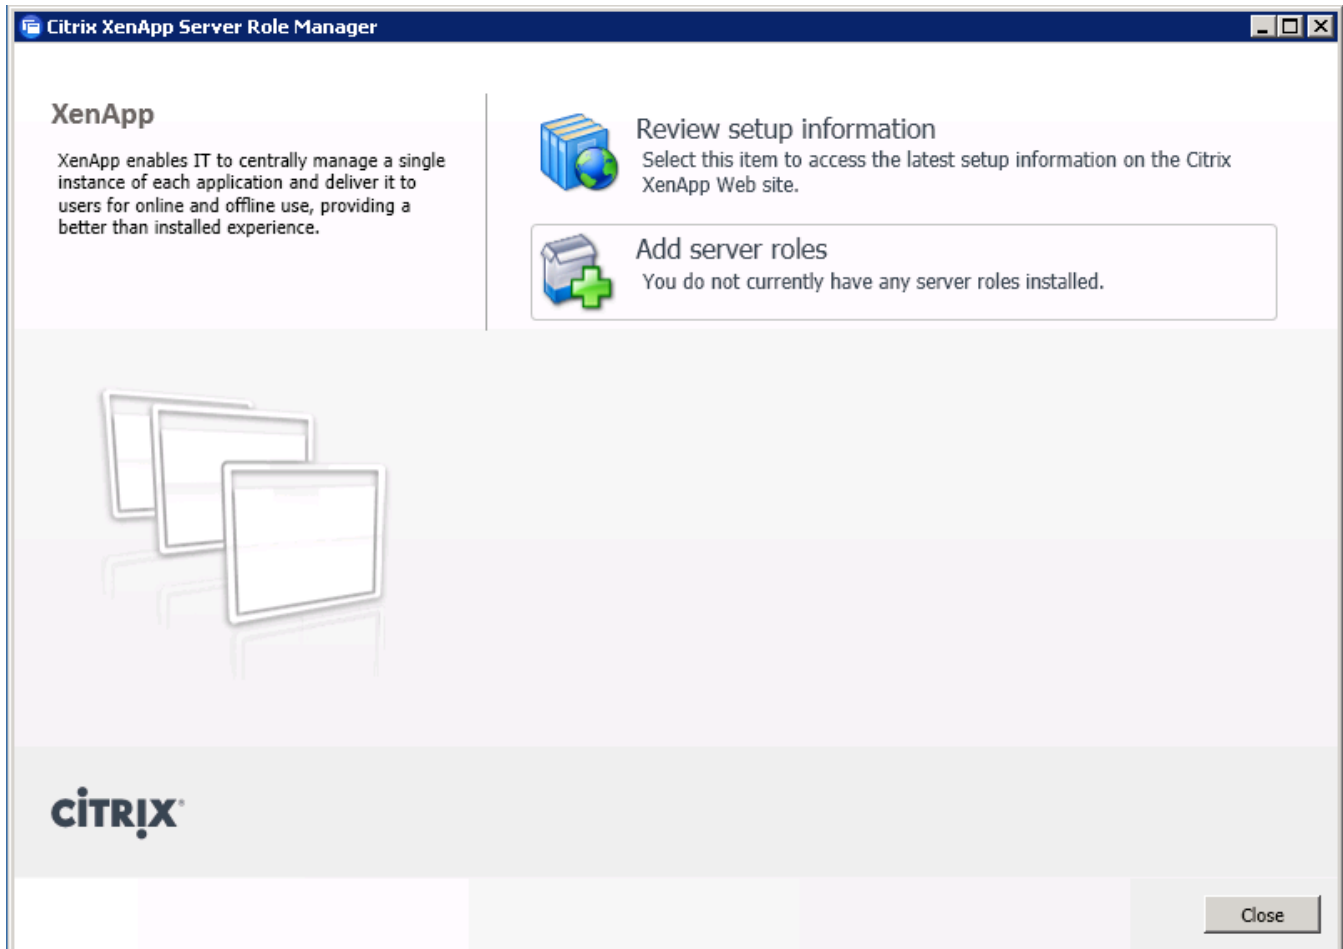 Citrix XenApp Server Role Manager
XenApp
XenApp enables IT to centrally manage a single
instance of each application and deliver it to
users for online and offline use, providing a
better than installed experience.
Review setup information
Select this item to access the latest setup information on the Citrix
XenApp Web site.
Add server roles
You do not currently have any server roles installed.
CİTRIX®
Close